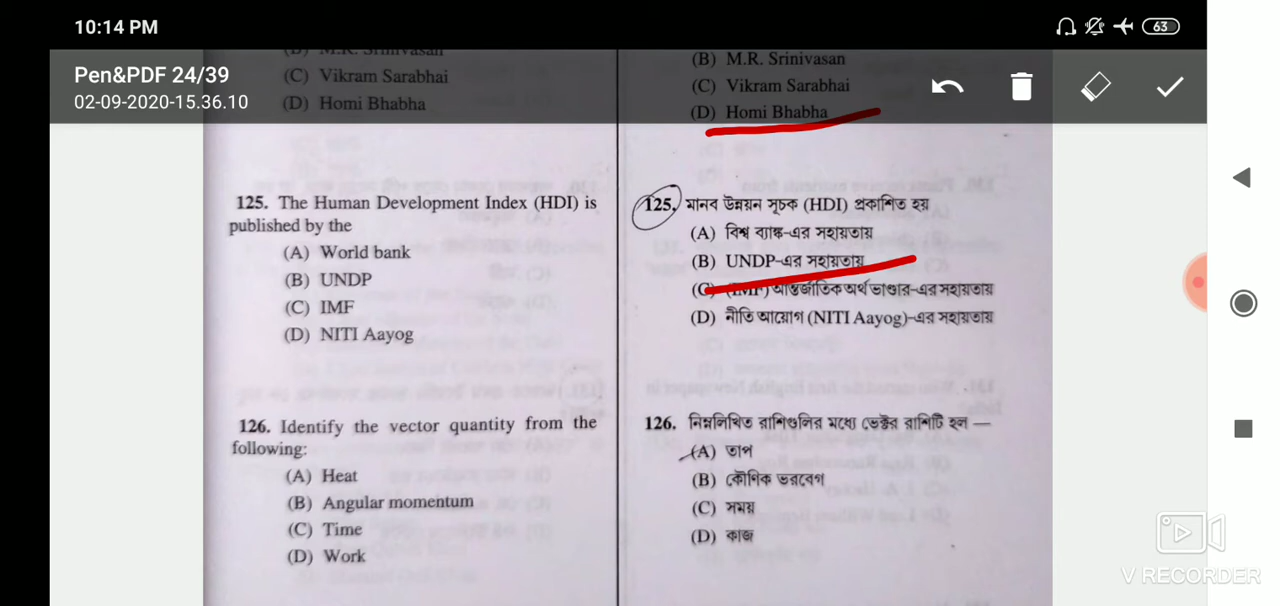 10:14 PM
63
Pen&PDF 24/39
02-09-2020-15.36.10
(D) M.R. Srinivasan
(C) Vikram Sarabhai
(D) Homi Bhabha
125. The Human Development Index (HDI) is
published by the
(A) World bank
(B) UNDP
(C) IMF
(D) NITI Aayog
126. Identify the vector quantity from the
following:
(A) Heat
(B) Angular momentum
(C) Time
(D) Work
(B) M.R. Srinivasan
(C) Vikram Sarabhai
(D) Homi Bhabha
125. মানব উন্নয়ন সূচক (HDI) প্রকাশিত হয়
(A) বিশ্ব ব্যাঙ্ক-এর সহায়তায়
(B) UNDP-এর সহায়তায়
(C) (IMF) আন্তর্জাতিক অর্থ ভাণ্ডার-এর সহায়তায়
(D) নীতি আয়োগ (NITI Aayog)-এর সহায়তায়
126. নিম্নলিখিত রাশিগুলির মধ্যে ভেক্টর রাশিটি হল —
(A) তাপ
(B) কৌণিক ভরবেগ
(C) সময়
(D) কাজ
V RECORDER